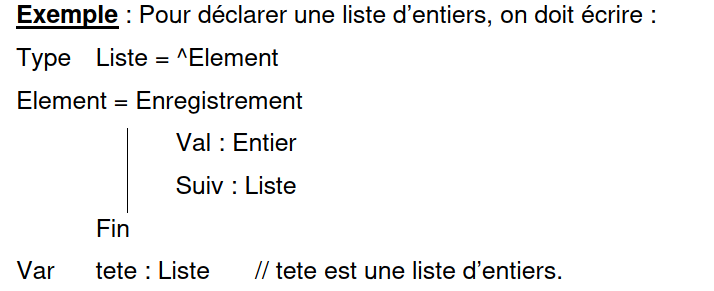 Exemple : Pour déclarer une liste d'entiers, on doit écrire :
Type Liste = ^Element
Element = Enregistrement
Val : Entier
Suiv : Liste
Fin
Var tete : Liste // tete est une liste d'entiers.